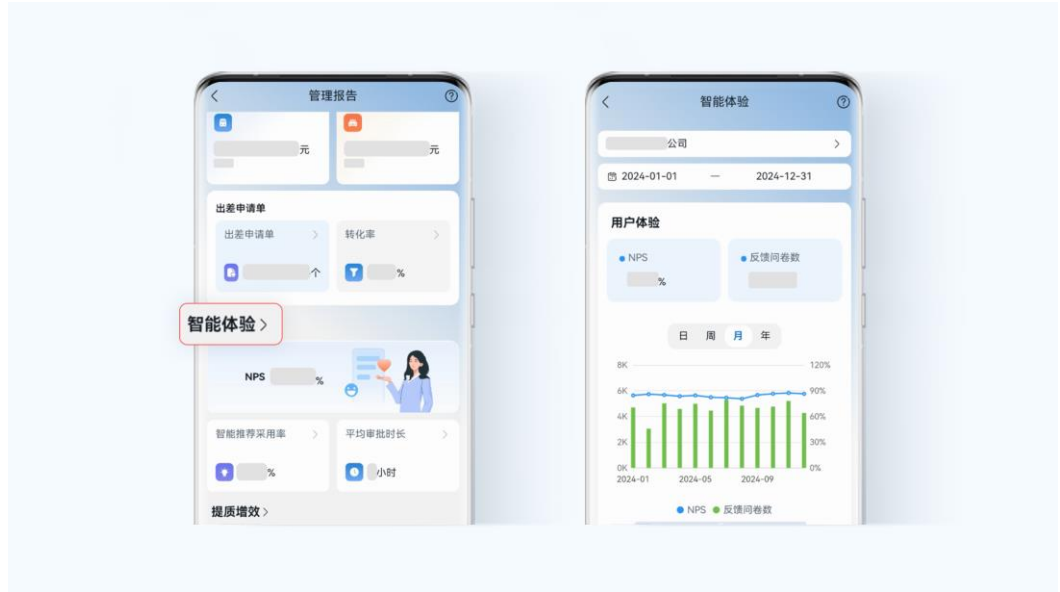 管理报告
元
元
出差申请单
出差申请单
转化率
个
%
智能体验
NPS %
智能推荐采用率
平均审批时长
%
小时
提质增效
智能体验
公司
2024-01-01 — 2024-12-31
用户体验
NPS
反馈问卷数
%
日 周 月 年
8K 120%
6K 90%
4K 60%
2K 30%
0K 0%
2024-01 2024-05 2024-09
NPS 反馈问卷数